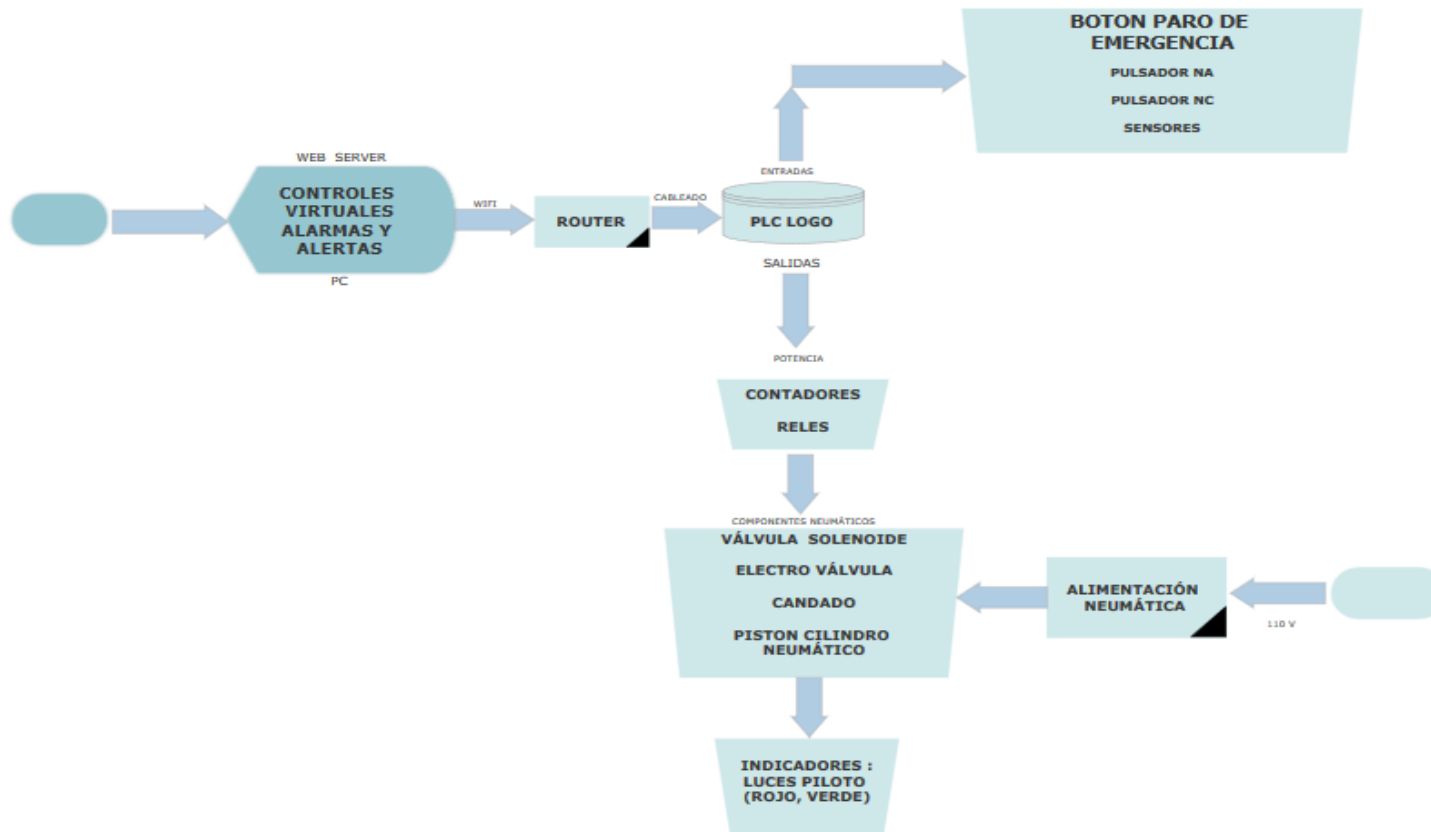 BOTON PARO DE
EMERGENCIA
PULSADOR NA
PULSADOR NC
SENSORES
WEB SERVER
CONTROLES
VIRTUALES
ALARMAS Y
ALERTAS
PC
WIFI
ROUTER
CABLEADO
ENTRADAS
PLC LOGO
SALIDAS
POTENCIA
CONTADORES
RELES
COMPONENTES NEUMÁTICOS
VÁLVULA SOLENOIDE
ELECTRO VÁLVULA
CANDADO
PISTON CILINDRO
NEUMÁTICO
ALIMENTACIÓN
NEUMÁTICA
110 V
INDICADORES :
LUCES PILOTO
(ROJO, VERDE)